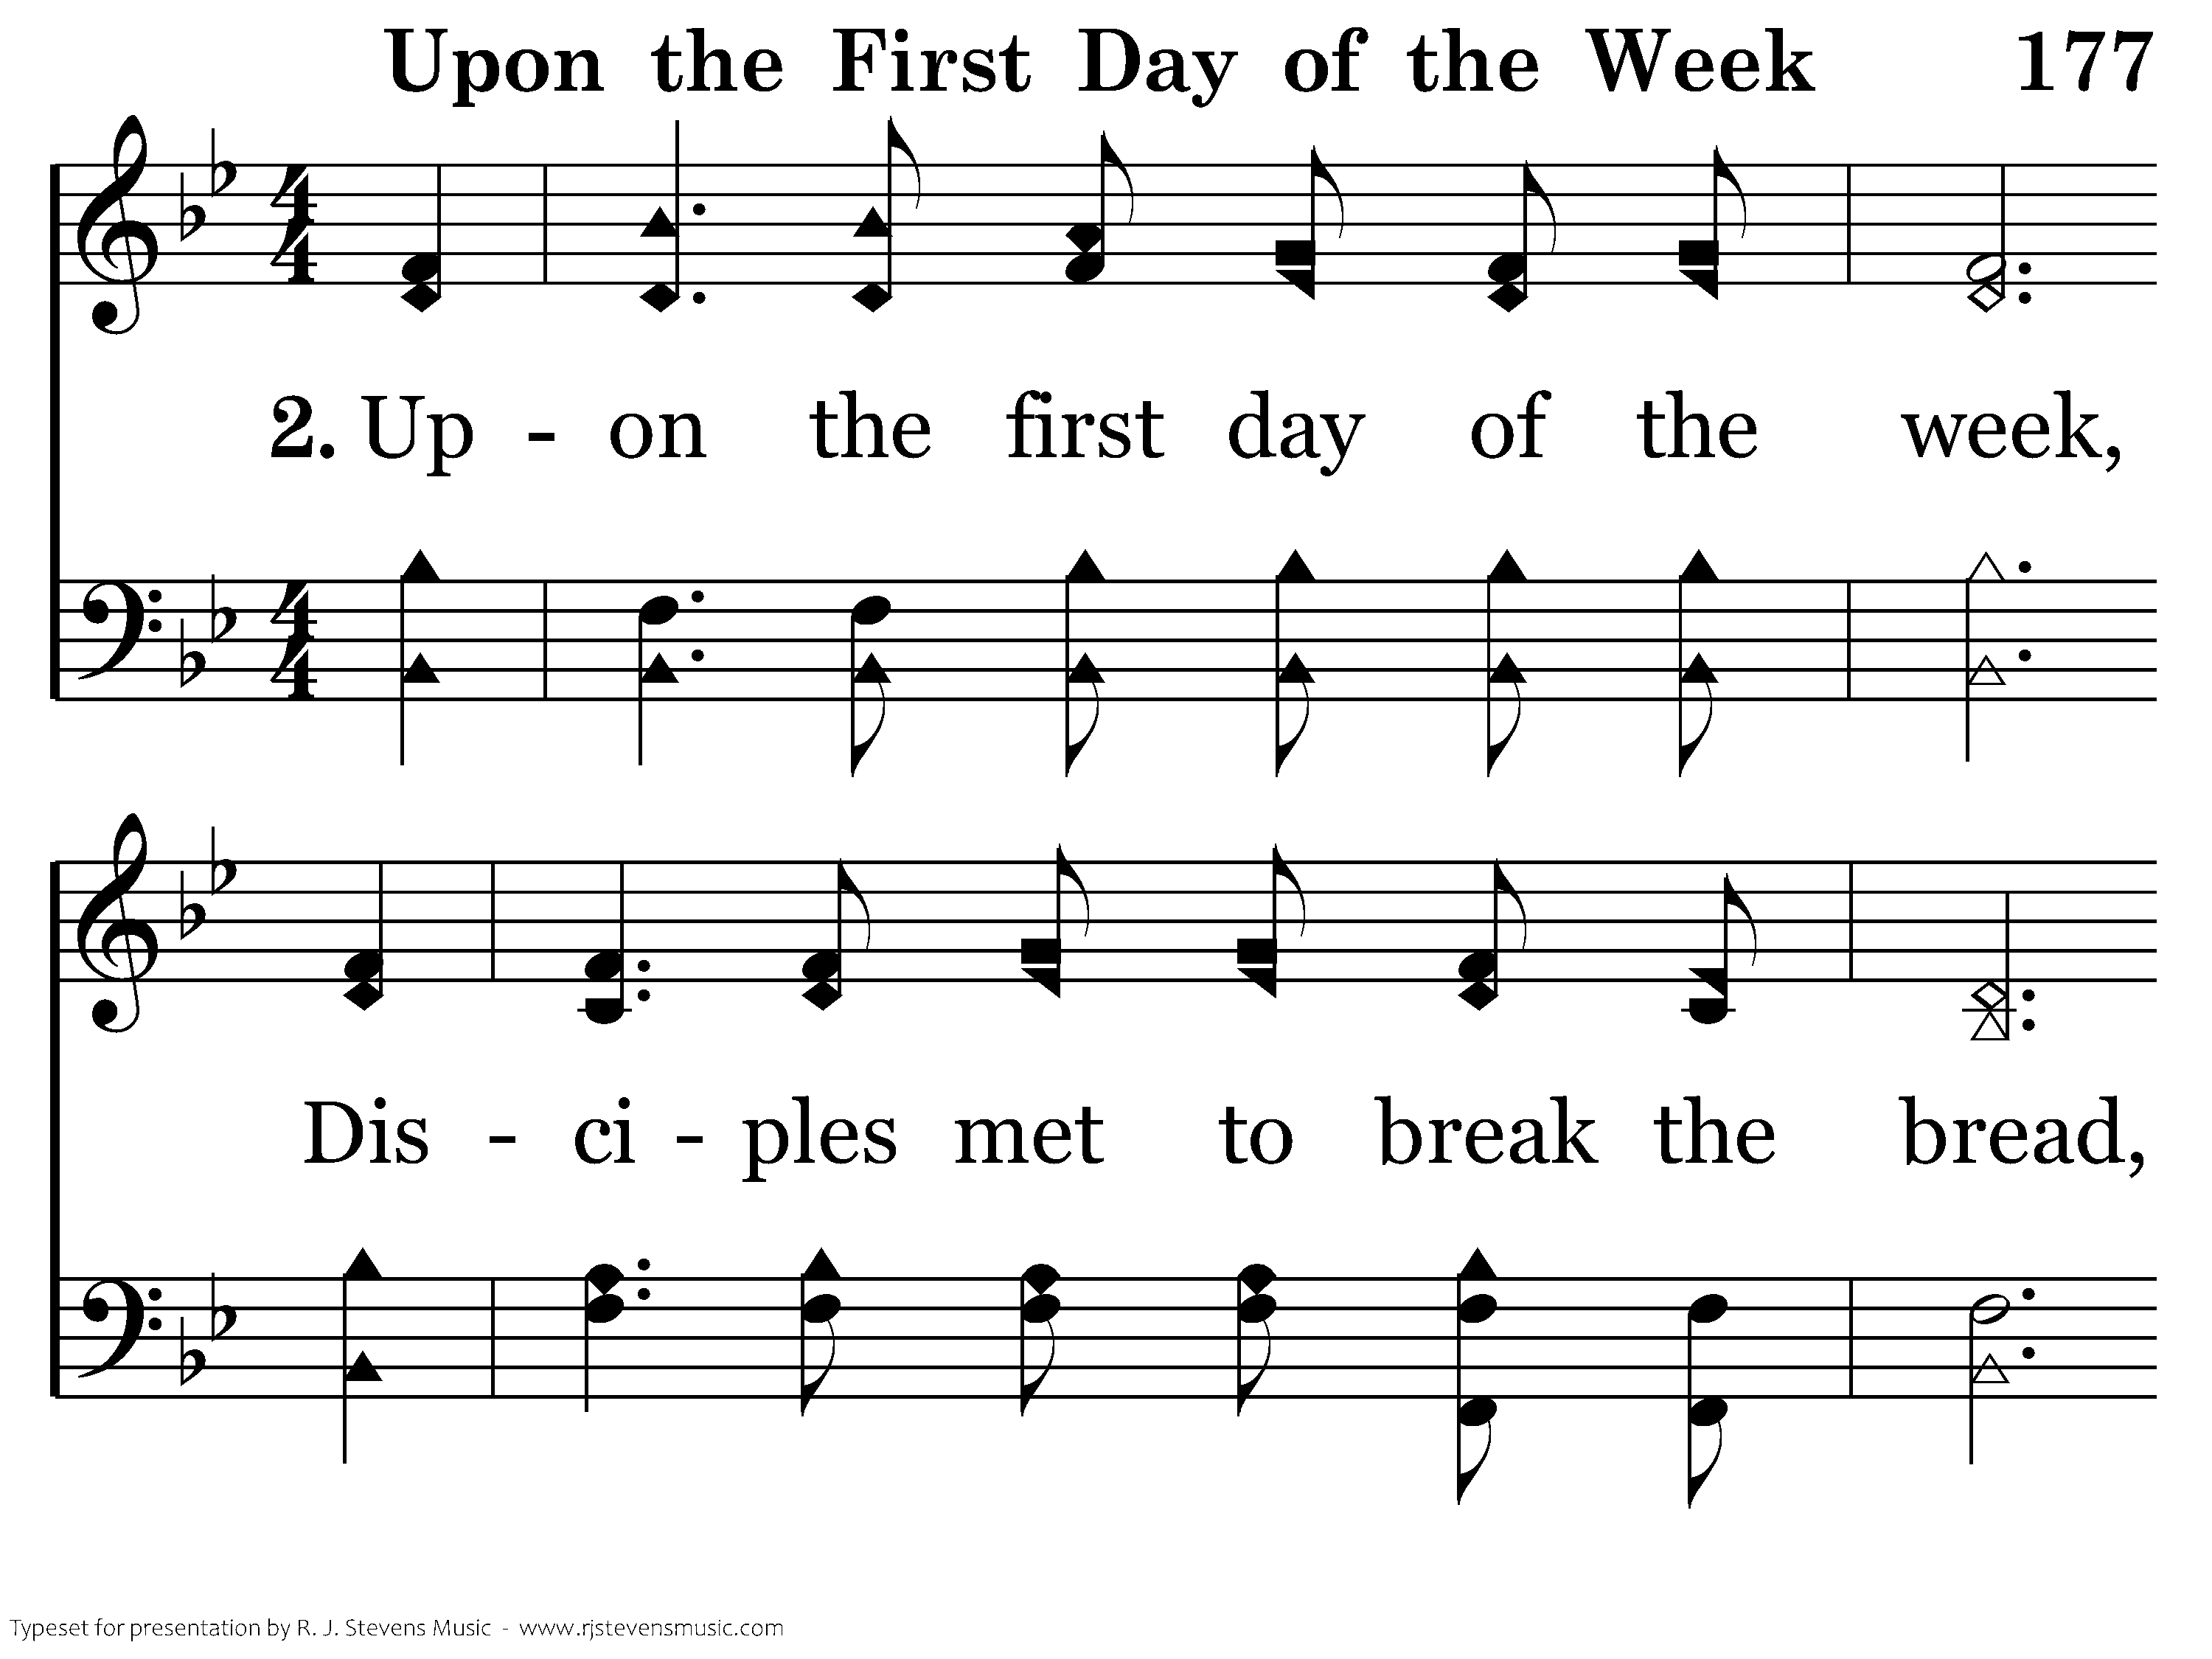 Upon the First Day of the Week 177
2. Up - on the first day of the week,
Dis - ci - ples met to break the bread,
Typeset for presentation by R. J. Stevens Music - www.rjstevensmusic.com